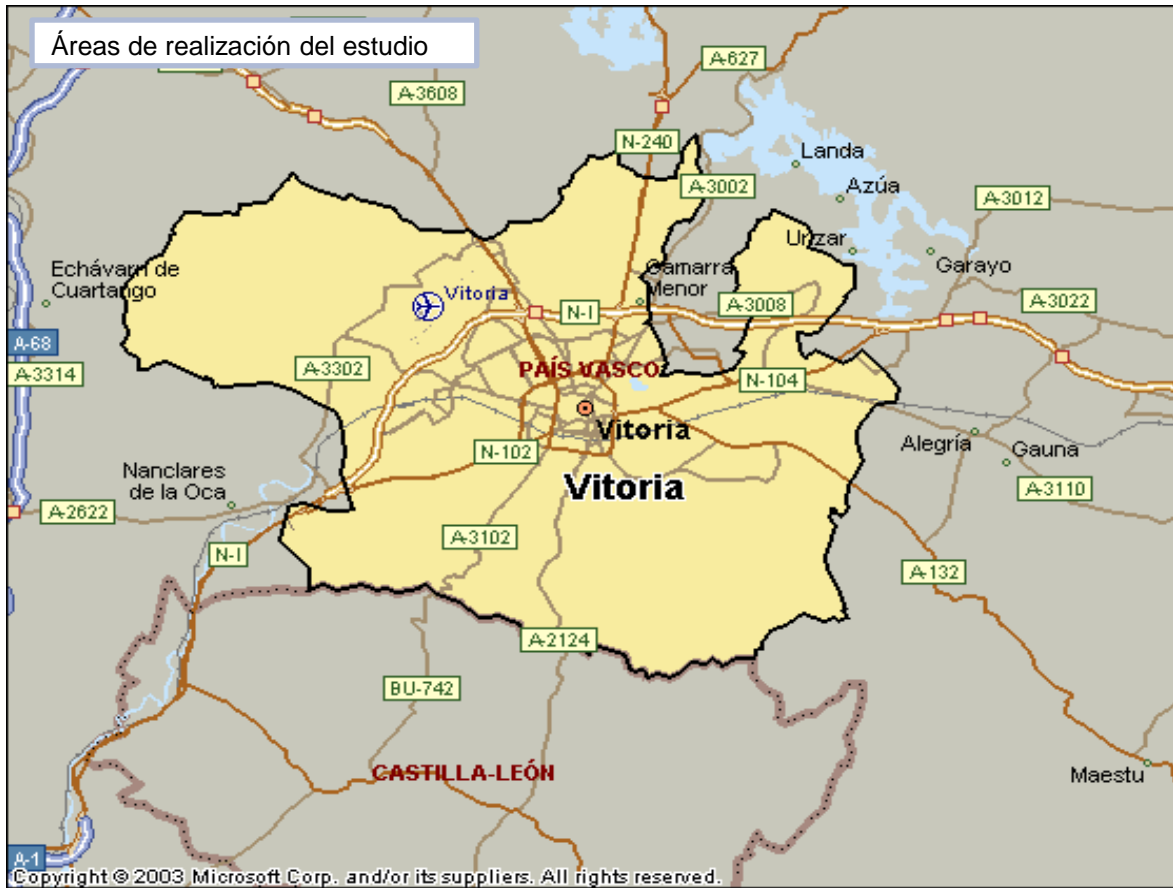 Áreas de realización del estudio
A-627
A-3608
N-240
Landa
A-3002
Azúa
A-3012
Urizar
Echávarri de
Cuartango
Gamarra
Menor
Garayo
Vitoria
A-3008
A-3022
N-I
A-68
A-3302
PAÍS VASCO
A-3314
N-104
Vitoria
Alegría
N-102
Gauna
Nanclares
de la Oca
Vitoria
A-3110
A-2622
A-3102
N-I
A-132
A-2124
BU-742
CASTILLA-LEÓN
Maestu
A-1
Copyright © 2003 Microsoft Corp. and/or its suppliers. All rights reserved.